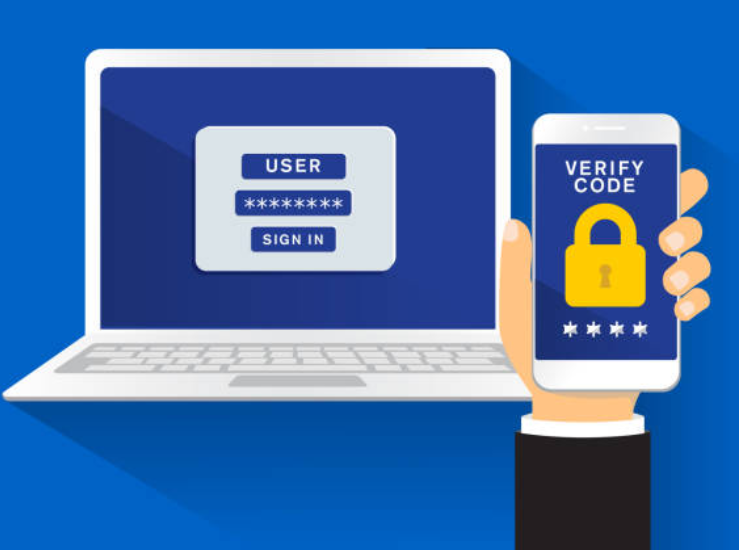 USER
********
SIGN IN
VERIFY
CODE
****